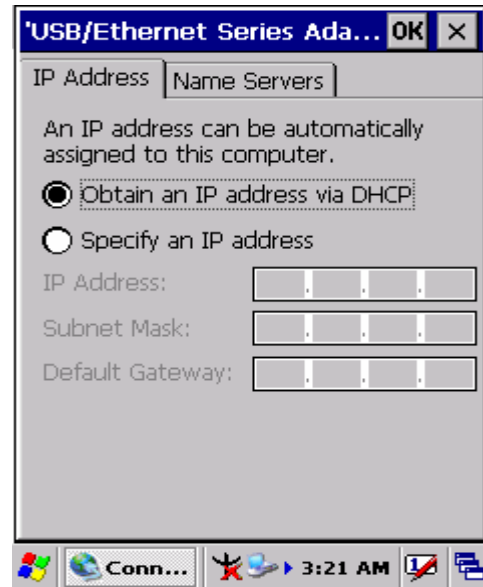 'USB/Ethernet Series Ada... OK ×
IP Address Name Servers
An IP address can be automatically
assigned to this computer.
Obtain an IP address via DHCP
Specify an IP address
IP Address:
Subnet Mask:
Default Gateway:
Conn... 3:21 AM